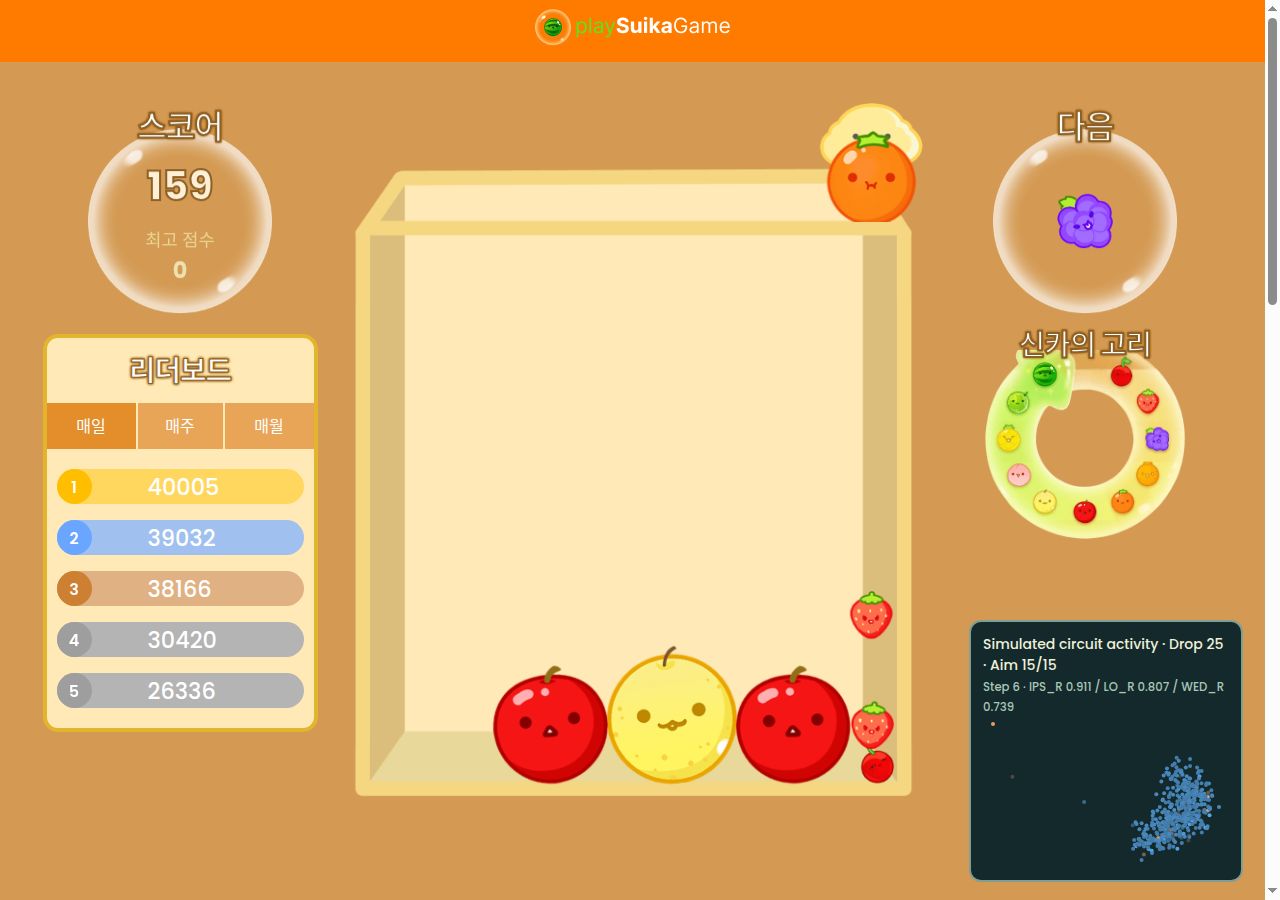 playSuikaGame
스코어
159
최고 점수
0
리더보드
매일 매주 매월
1 40005
2 39032
3 38166
4 30420
5 26336
다음
신카의 고리
Simulated circuit activity · Drop 25
· Aim 15/15
Step 6 · IPS_R 0.911 / LO_R 0.807 / WED_R
0.739